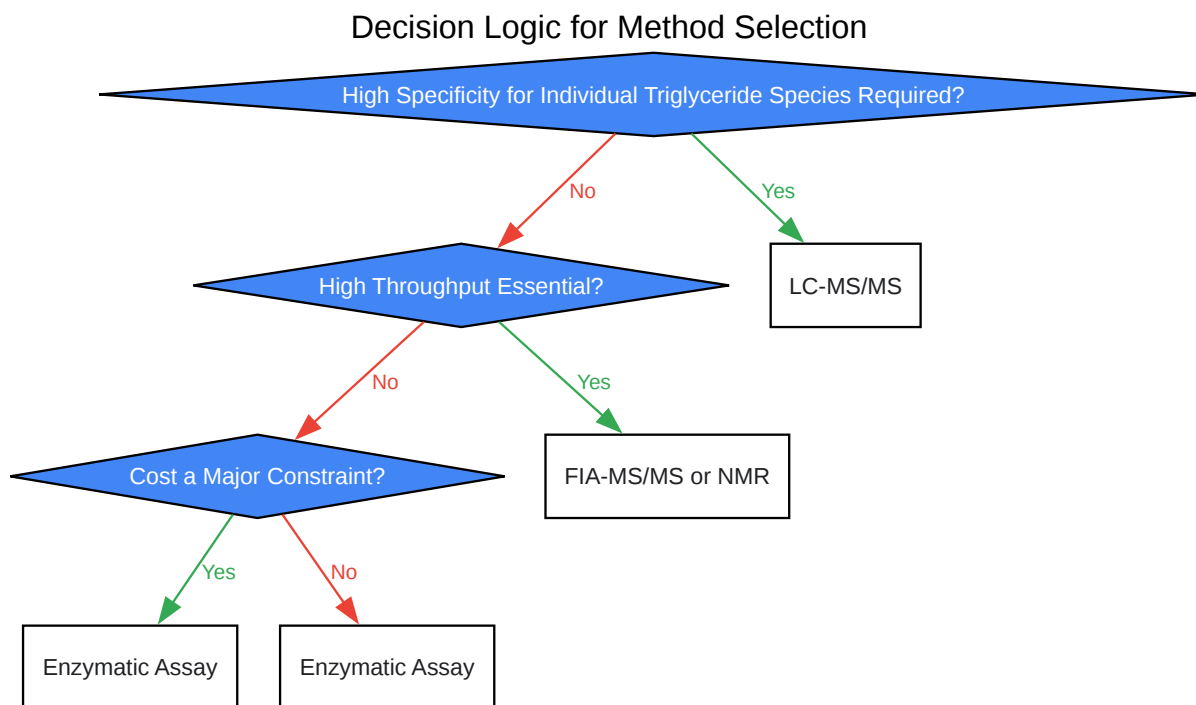 Decision Logic for Method Selection
High Specificity for Individual Triglyceride Species Required?
No
Yes
High Throughput Essential?
LC-MS/MS
No
Yes
Cost a Major Constraint?
FIA-MS/MS or NMR
Yes
No
Enzymatic Assay
Enzymatic Assay